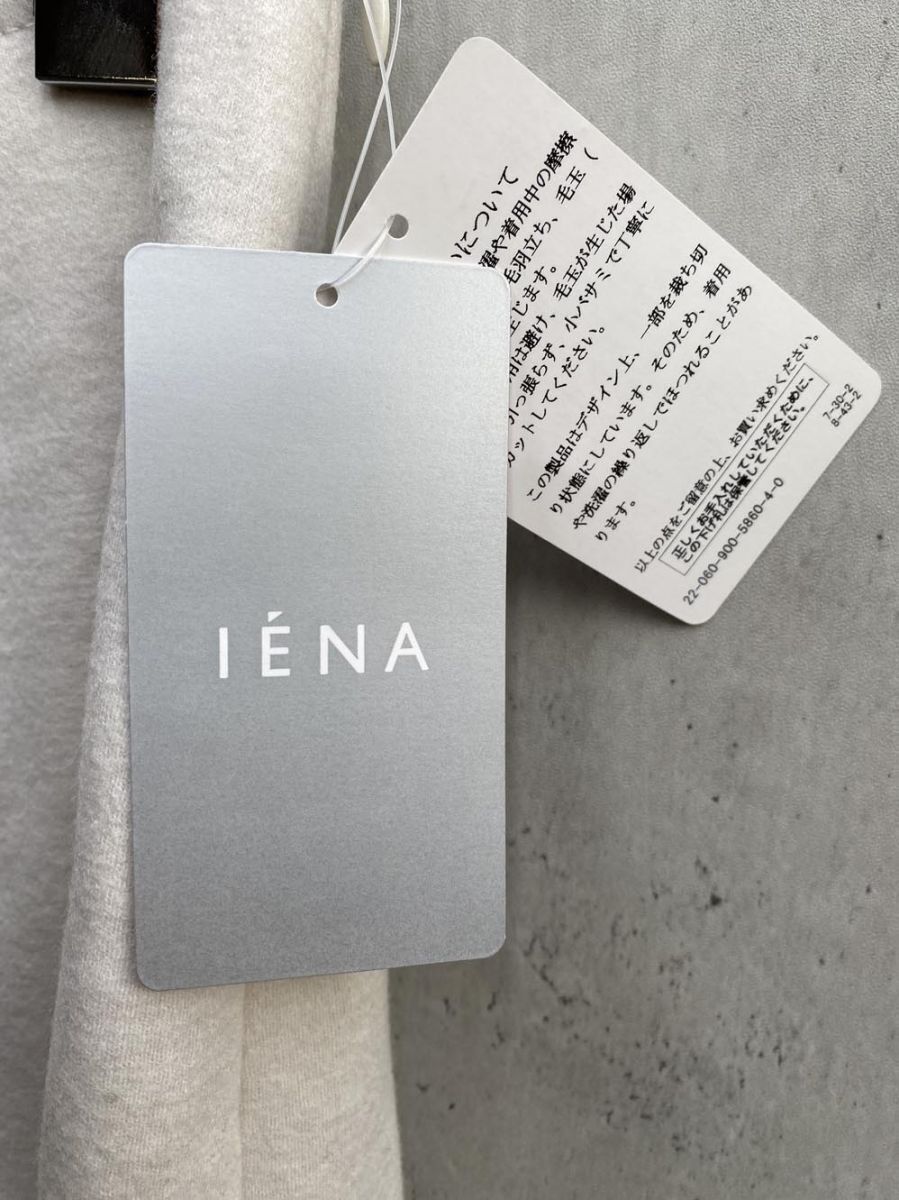 IÉNA
いについて
濯や着用中の摩擦
毛羽立ち、毛玉(
生じます。
用は避け、毛玉が生じた場
引っ張らず、小バサミで丁寧に
カットしてください。
この製品はデザイン上、一部を裁ち切
り状態にしています。そのため、着用
や洗濯の繰り返しでほつれることがあ
ります。
以上の点をご留意の上、お買い求めください。
正しくお手入れしていただくために、
この下げ札は保管してください。
7-30-2
8-43-2
22-060-900-5860-4-0